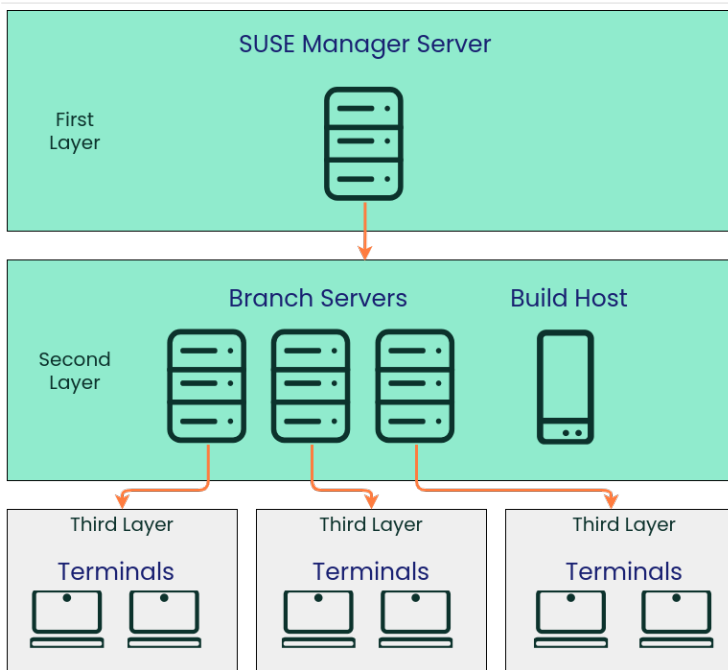 SUSE Manager Server
First
Layer
Branch Servers
Build Host
Second
Layer
Third Layer
Third Layer
Third Layer
Terminals
Terminals
Terminals